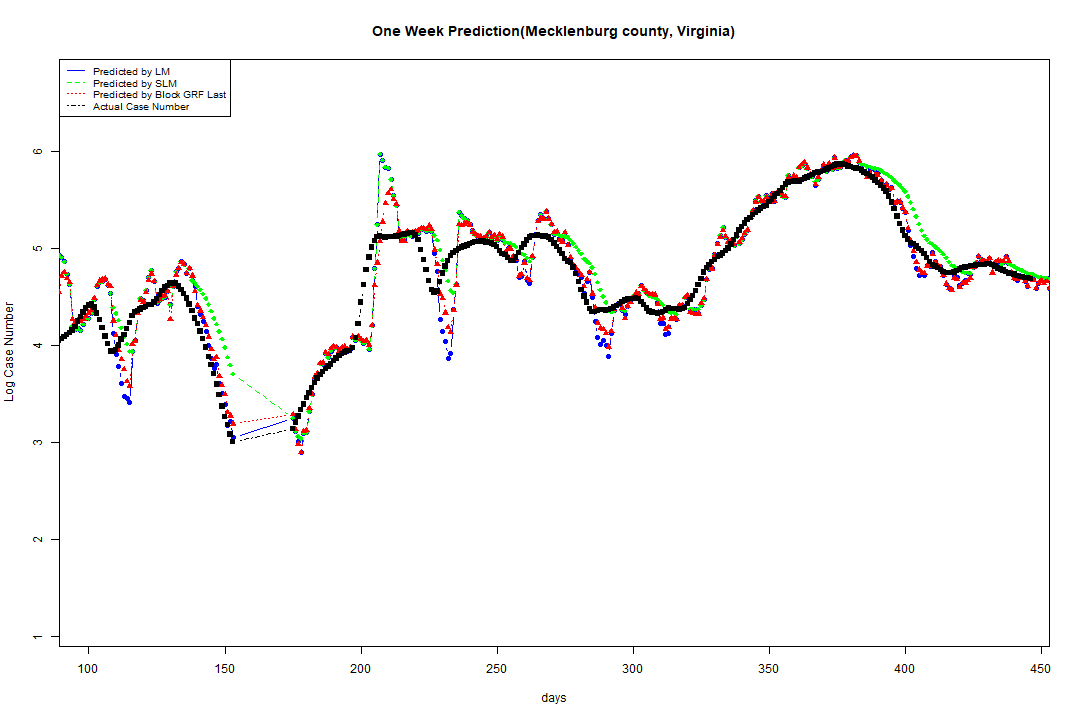 One Week Prediction(Mecklenburg county, Virginia)
Predicted by LM
Predicted by SLM
Predicted by Block GRF Last
Actual Case Number
6
5
4
3
2
1
Log Case Number
100 150 200 250 300 350 400 450
days